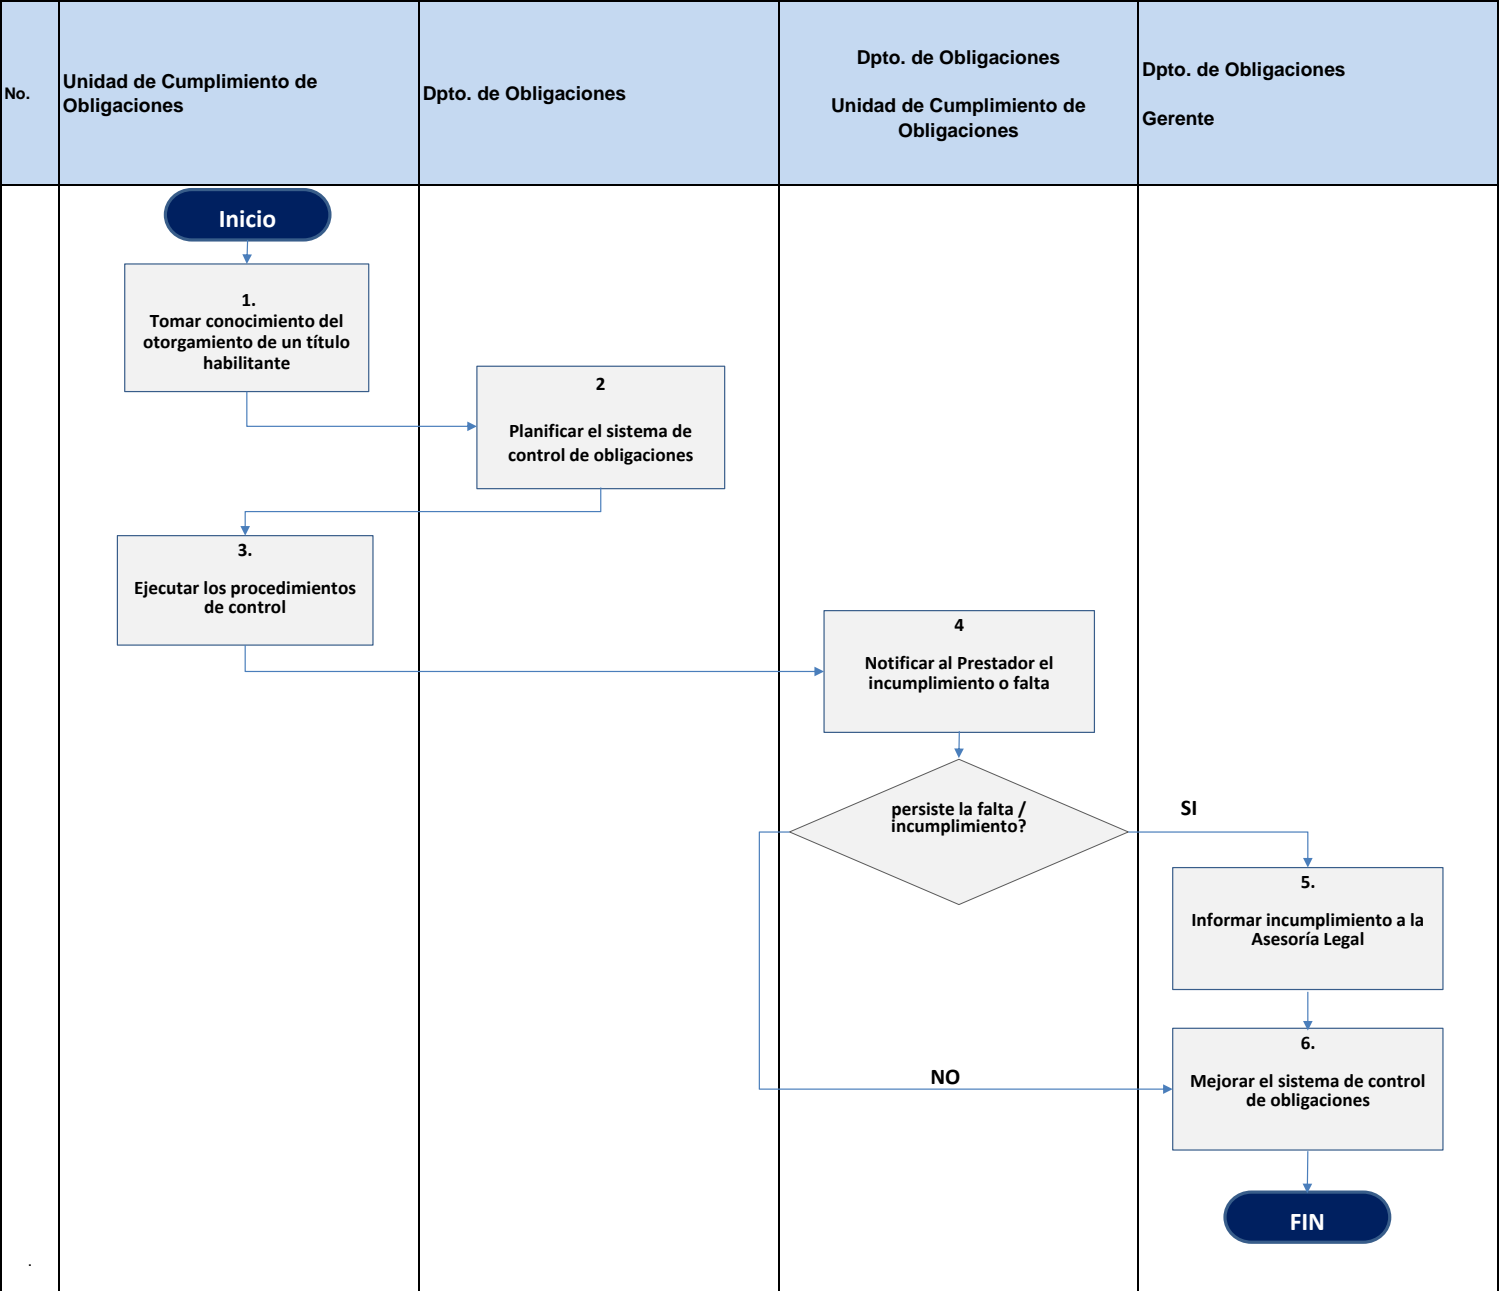 No.
Unidad de Cumplimiento de
Obligaciones
Dpto. de Obligaciones
Dpto. de Obligaciones
Unidad de Cumplimiento de
Obligaciones
Dpto. de Obligaciones
Gerente
Inicio
1.
Tomar conocimiento del
otorgamiento de un título
habilitante
2
Planificar el sistema de
control de obligaciones
3.
Ejecutar los procedimientos
de control
4
Notificar al Prestador el
incumplimiento o falta
persiste la falta /
incumplimiento?
SI
5.
Informar incumplimiento a la
Asesoría Legal
NO
6.
Mejorar el sistema de control
de obligaciones
FIN
.